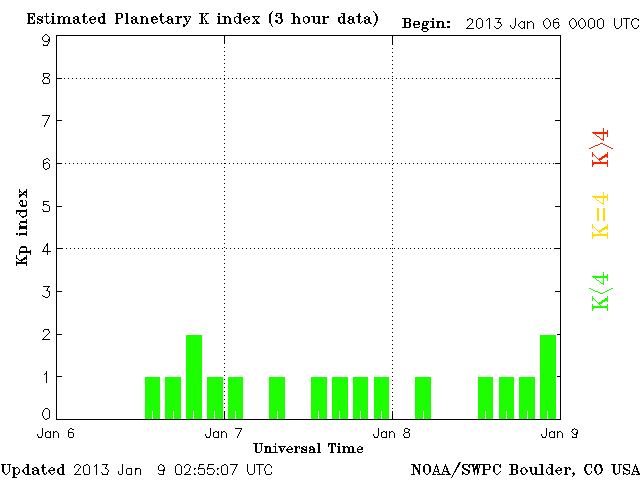 Estimated Planetary K index (3 hour data) Begin: 2013 Jan 06 0000 UTC
9
8
7
6
5
4
3
2
1
0
Kp index
K>4
K=4
K<4
Jan 6 Jan 7 Jan 8 Jan 9
Universal Time
Updated 2013 Jan 9 02:55:07 UTC NOAA/SWPC Boulder, CO USA